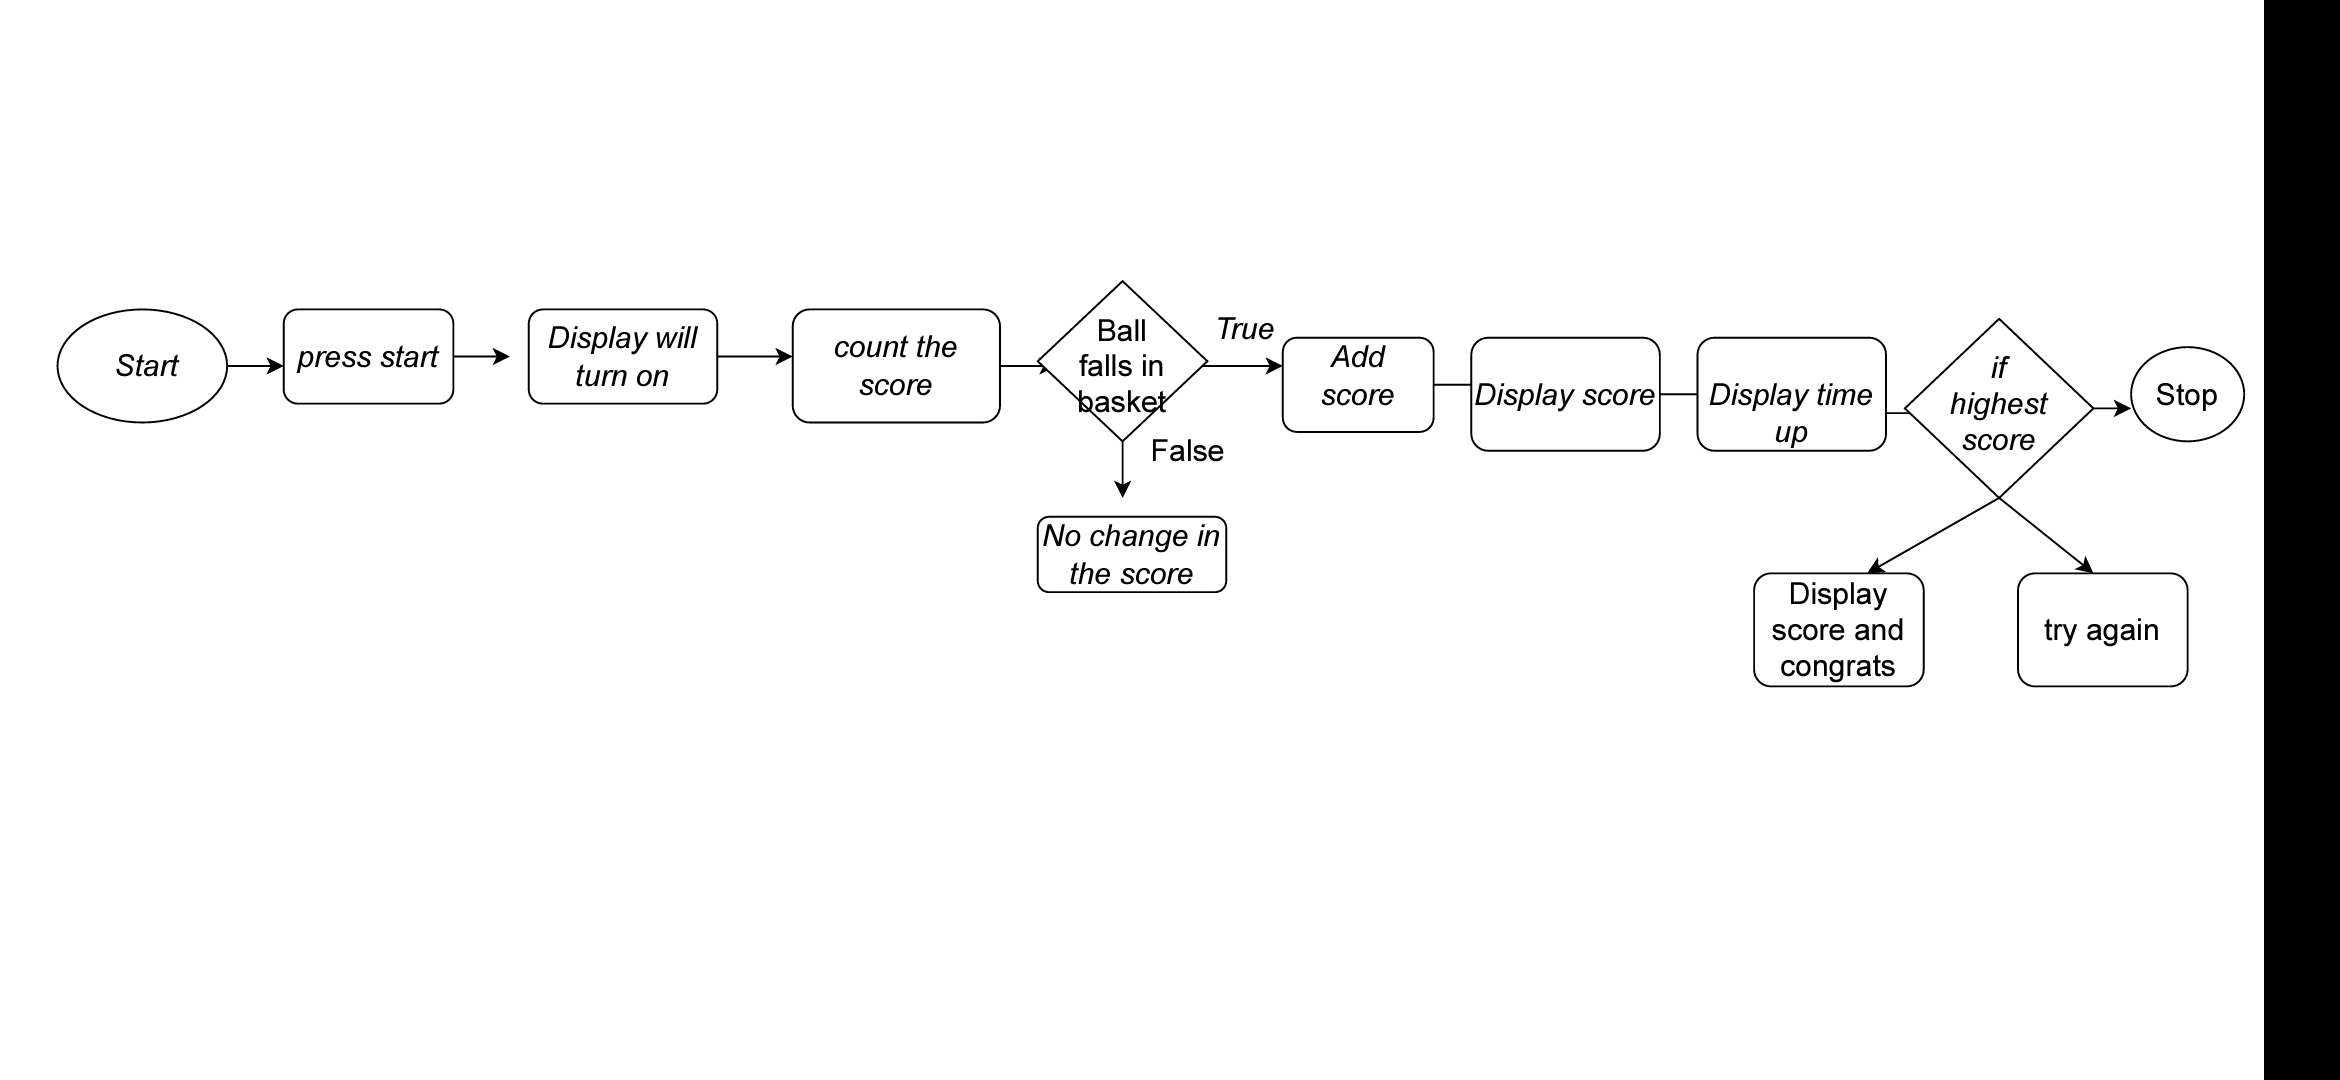 Start
press start
Display will
turn on
count the
score
Ball
falls in
basket
True
False
No change in
the score
Add
score
Display score
Display time
up
if
highest
score
Stop
Display
score and
congrats
try again